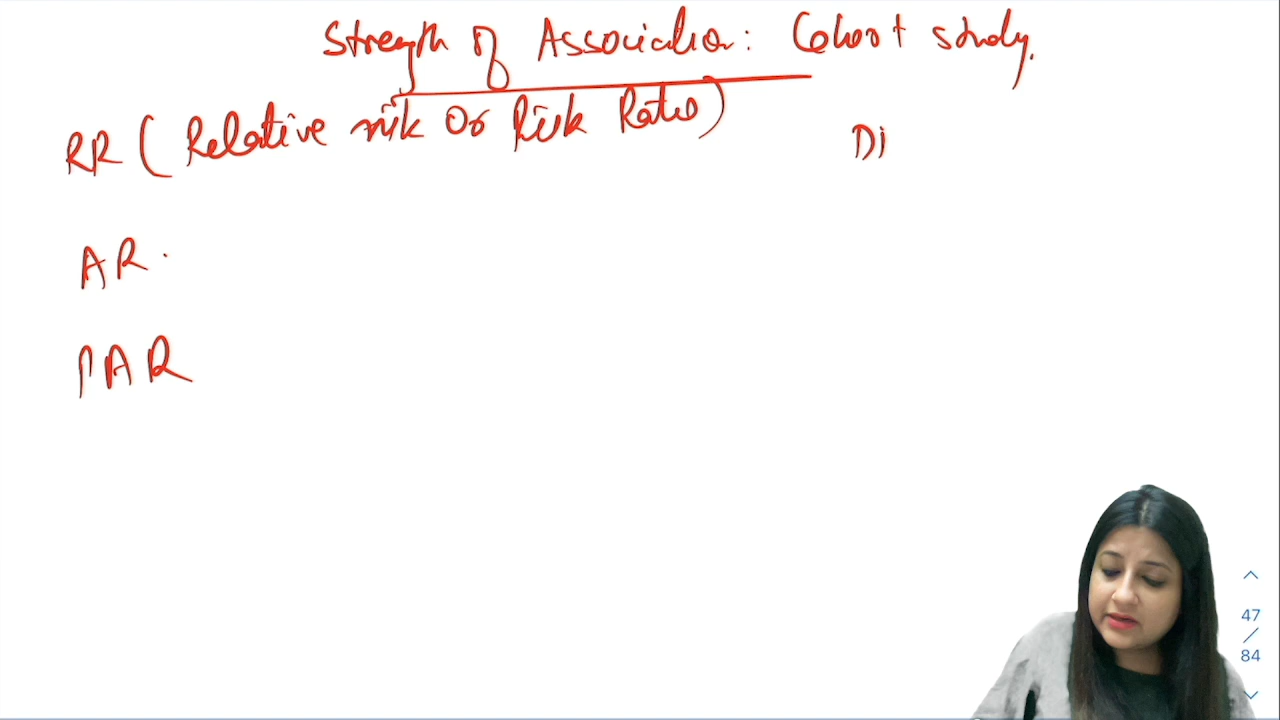 Strength of Association: Cohort study.
RR (Relative risk or Risk Ratio)
Di
AR.
PAR
47
/
84